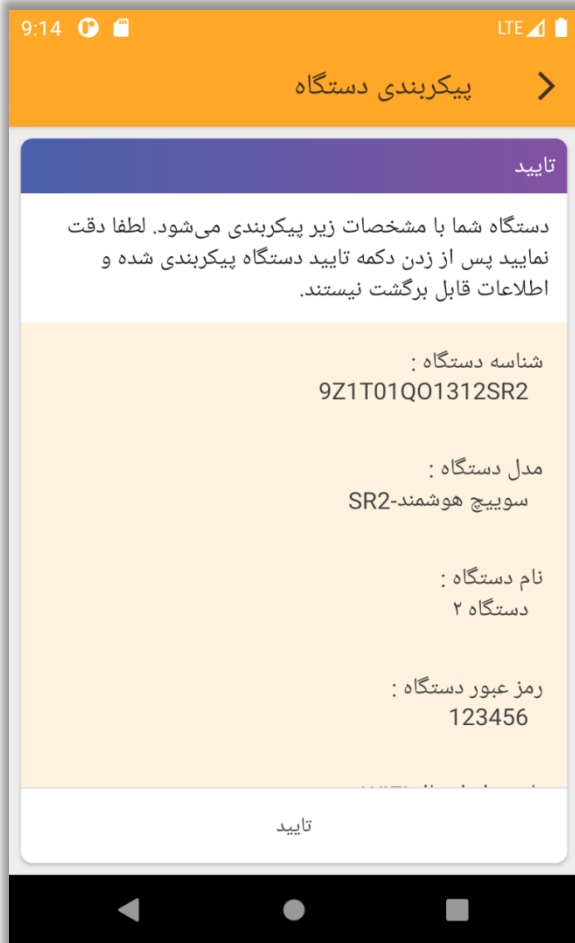 9:14
LTE
پیکربندی دستگاه
تایید
دستگاه شما با مشخصات زیر پیکربندی می‌شود. لطفا دقت
نمایید پس از زدن دکمه تایید دستگاه پیکربندی شده و
اطلاعات قابل برگشت نیستند.
شناسه دستگاه :
9Z1T01QO1312SR2
مدل دستگاه :
سوییچ هوشمند-SR2
نام دستگاه :
دستگاه ۲
رمز عبور دستگاه :
123456
تایید